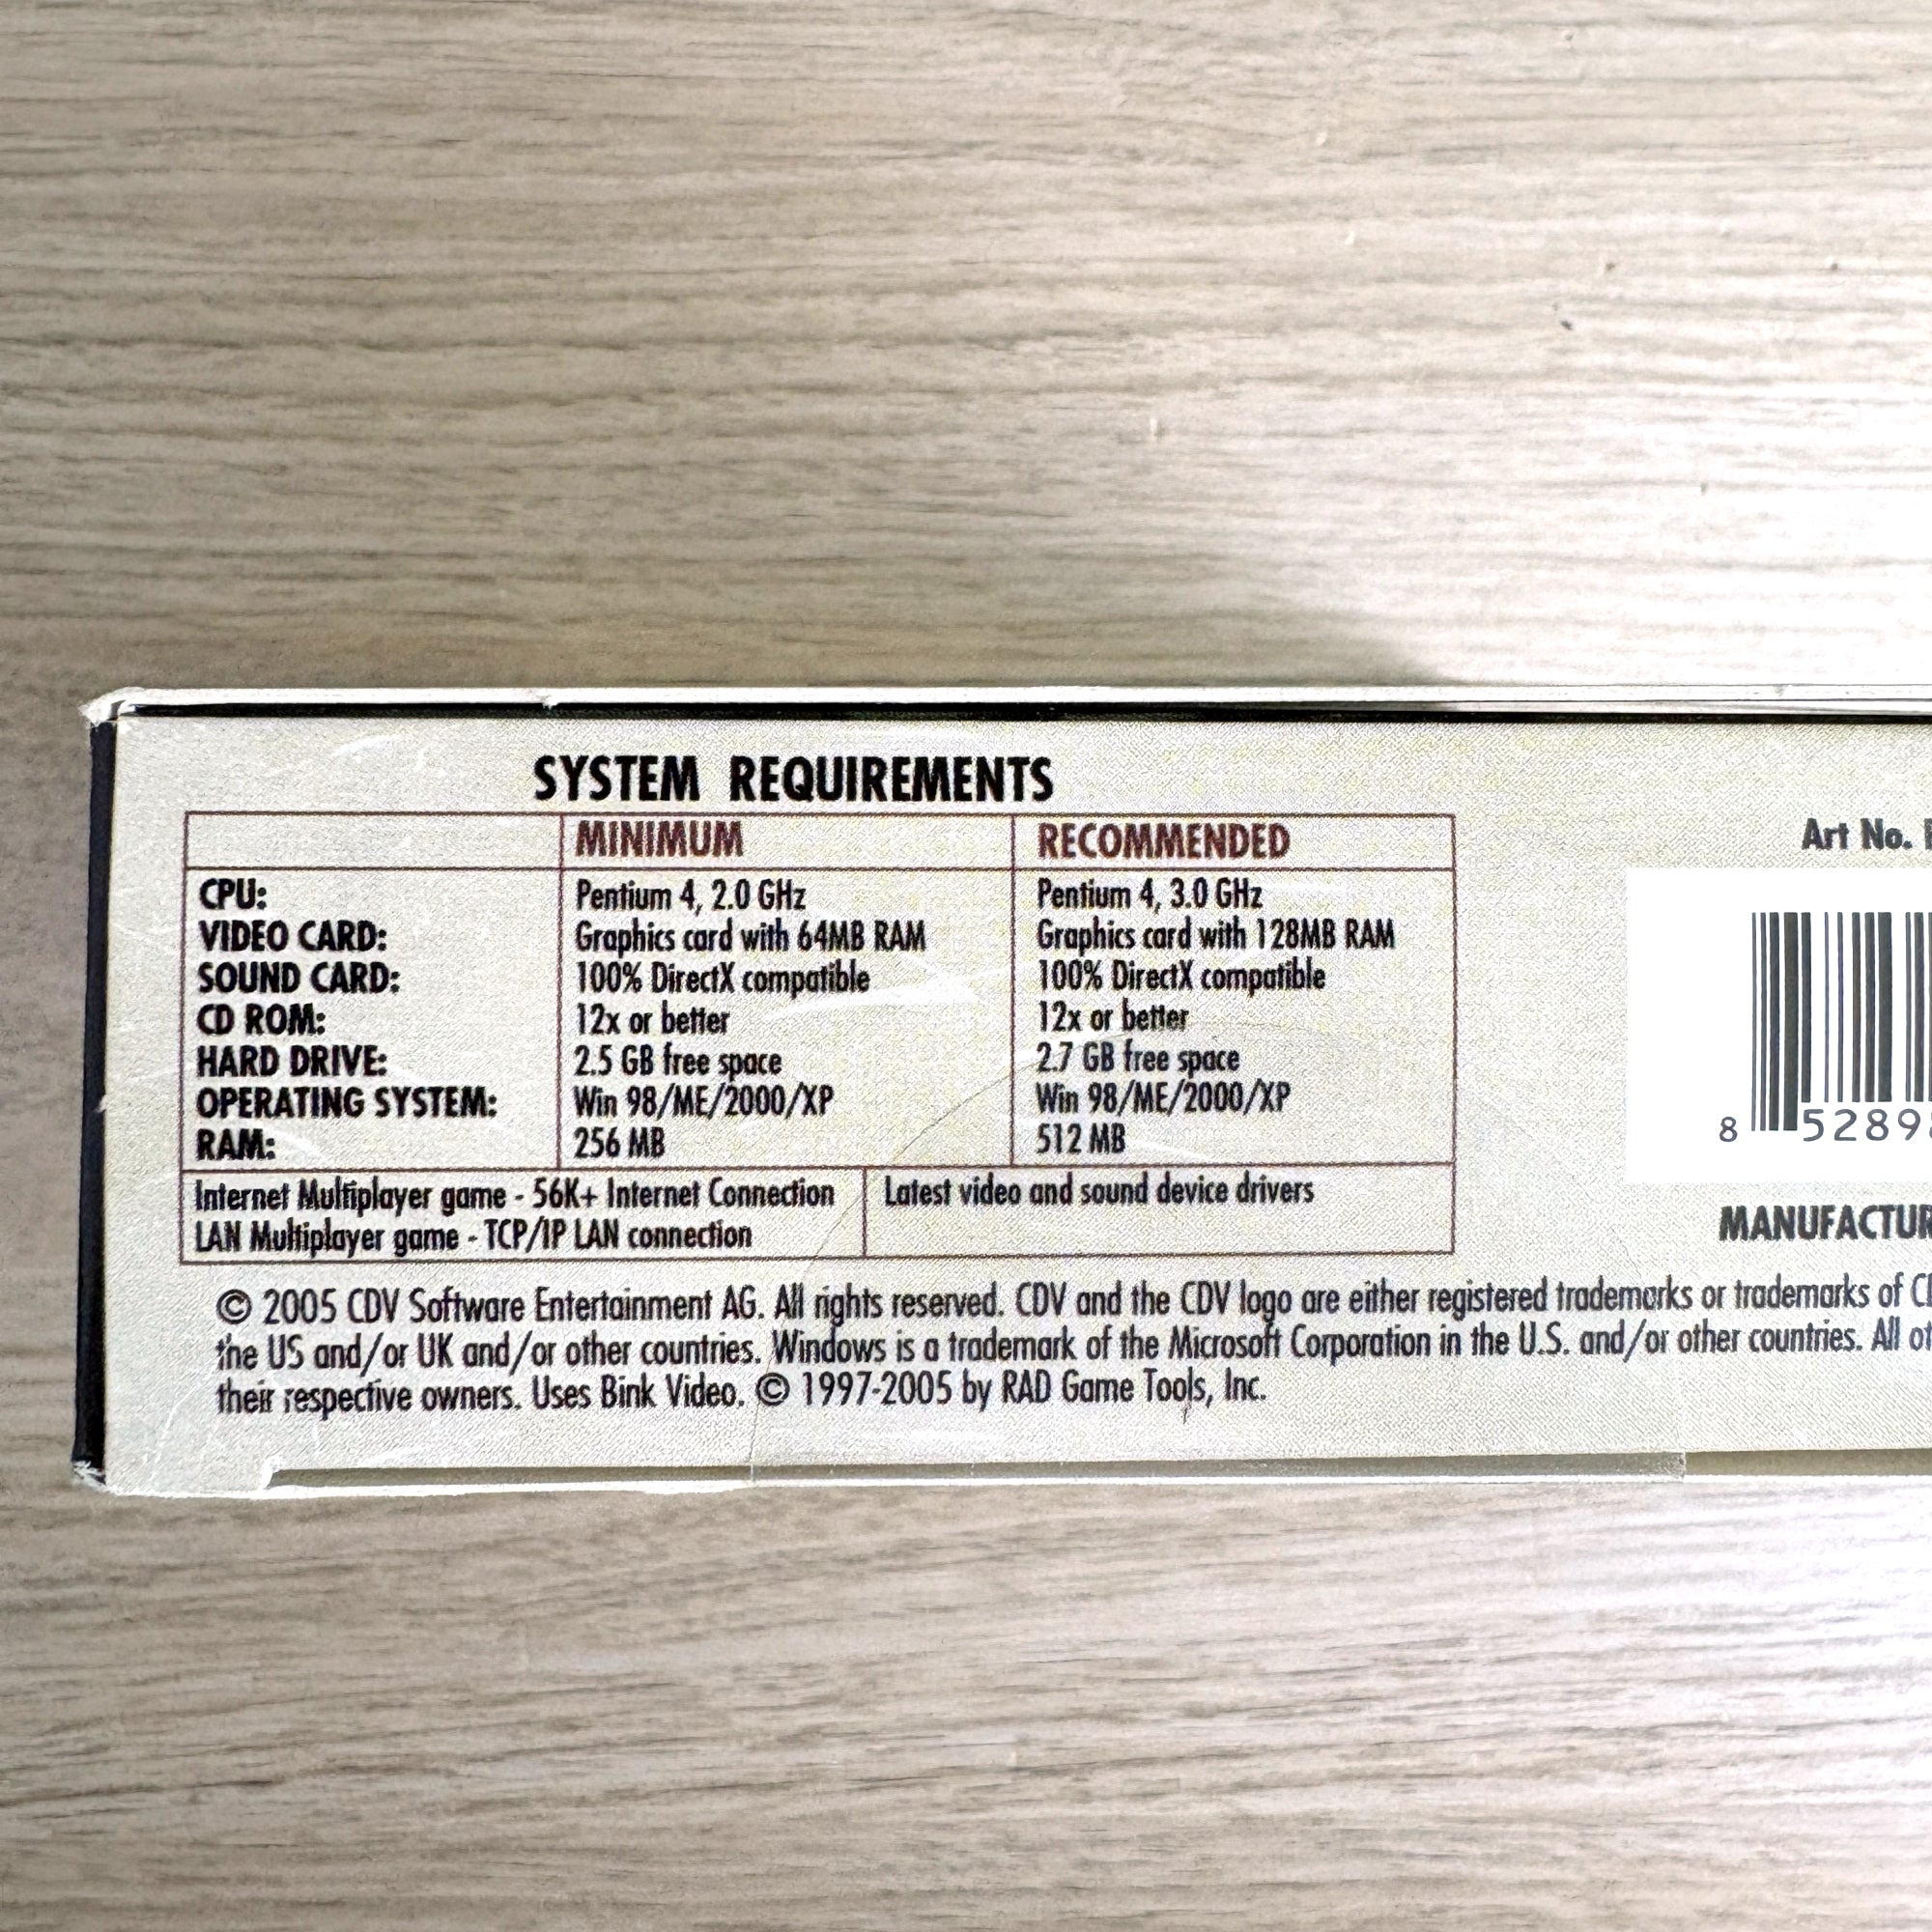 SYSTEM REQUIREMENTS
MINIMUM RECOMMENDED
CPU: Pentium 4, 2.0 GHz Pentium 4, 3.0 GHz
VIDEO CARD: Graphics card with 64MB RAM Graphics card with 128MB RAM
SOUND CARD: 100% DirectX compatible 100% DirectX compatible
CD ROM: 12x or better 12x or better
HARD DRIVE: 2.5 GB free space 2.7 GB free space
OPERATING SYSTEM: Win 98/ME/2000/XP Win 98/ME/2000/XP
RAM: 256 MB 512 MB
Internet Multiplayer game - 56K+ Internet Connection Latest video and sound device drivers
LAN Multiplayer game - TCP/IP LAN connection
© 2005 CDV Software Entertainment AG. All rights reserved. CDV and the CDV logo are either registered trademarks or trademarks of
the US and/or UK and/or other countries. Windows is a trademark of the Microsoft Corporation in the U.S. and/or other countries. All
their respective owners. Uses Bink Video. © 1997-2005 by RAD Game Tools, Inc.
Art No.
8 5289
MANUFACTUR